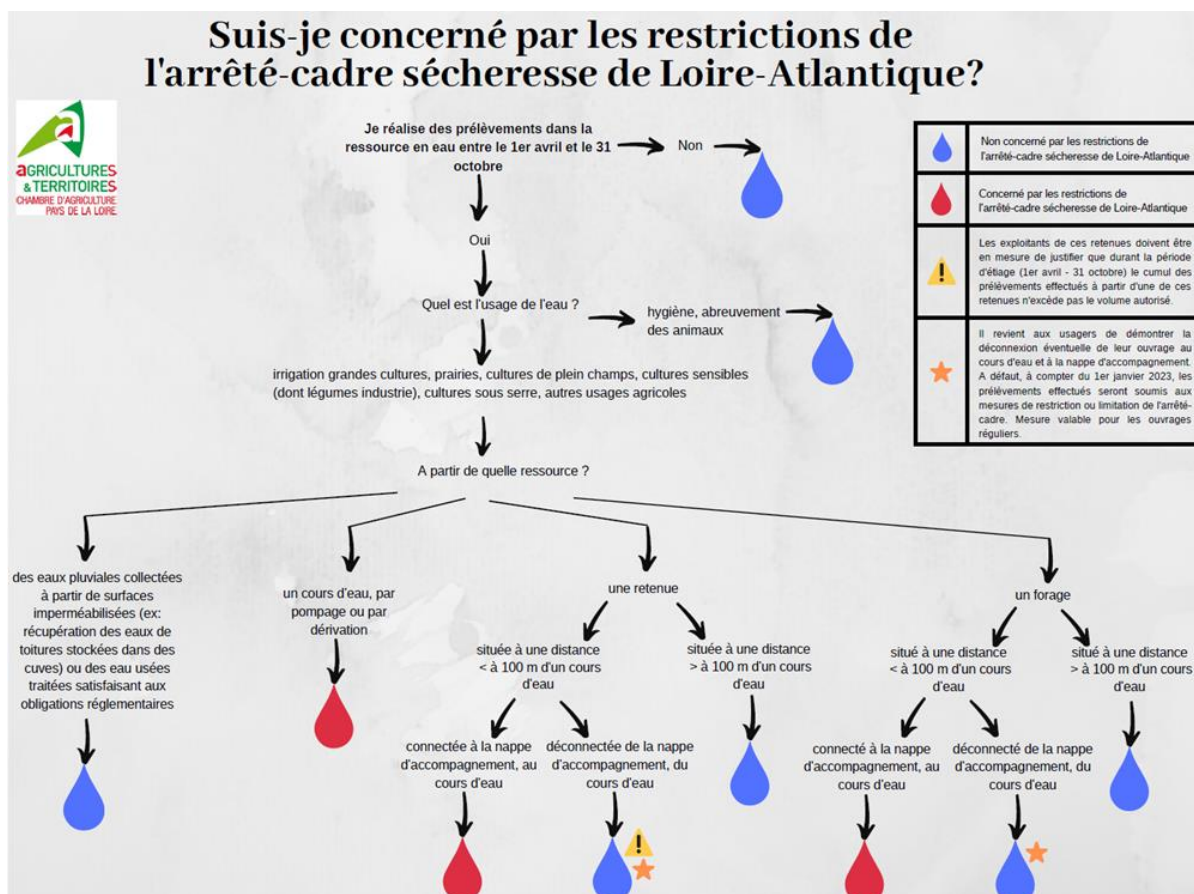 Suis-je concerné par les restrictions de
l'arrêté-cadre sécheresse de Loire-Atlantique?
a
AGRICULTURES
& TERRITOIRES
CHAMBRE D'AGRICULTURE
PAYS DE LA LOIRE
Je réalise des prélèvements dans la
ressource en eau entre le 1er avril et le 31
octobre
Non
Oui
Quel est l'usage de l'eau ?
hygiène, abreuvement
des animaux
irrigation grandes cultures, prairies, cultures de plein champs, cultures sensibles
(dont légumes industrie), cultures sous serre, autres usages agricoles
A partir de quelle ressource ?
Non concerné par les restrictions de
l'arrêté-cadre sécheresse de Loire-Atlantique
Concerné par les restrictions de
l'arrêté-cadre sécheresse de Loire-Atlantique
Les exploitants de ces retenues doivent être
en mesure de justifier que durant la période
d'étiage (1er avril - 31 octobre) le cumul des
prélèvements effectués à partir d'une de ces
retenues n'excède pas le volume autorisé.
Il revient aux usagers de démontrer la
déconnexion éventuelle de leur ouvrage au
cours d'eau et à la nappe d'accompagnement.
A défaut, à compter du 1er janvier 2023, les
prélèvements effectués seront soumis aux
mesures de restriction ou limitation de l'arrêté-
cadre. Mesure valable pour les ouvrages
réguliers.
des eaux pluviales collectées
à partir de surfaces
imperméabilisées (ex:
récupération des eaux de
toitures stockées dans des
cuves) ou des eau usées
traitées satisfaisant aux
obligations réglementaires
un cours d'eau, par
pompage ou par
dérivation
une retenue
située à une distance
< à 100 m d'un cours
d'eau
située à une distance
> à 100 m d'un cours
d'eau
connectée à la nappe
d'accompagnement, au
cours d'eau
déconnectée de la nappe
d'accompagnement, du
cours d'eau
un forage
situé à une distance
< à 100 m d'un cours
d'eau
situé à une distance
> à 100 m d'un cours
d'eau
connecté à la nappe
d'accompagnement, au
cours d'eau
déconnecté de la nappe
d'accompagnement, du
cours d'eau